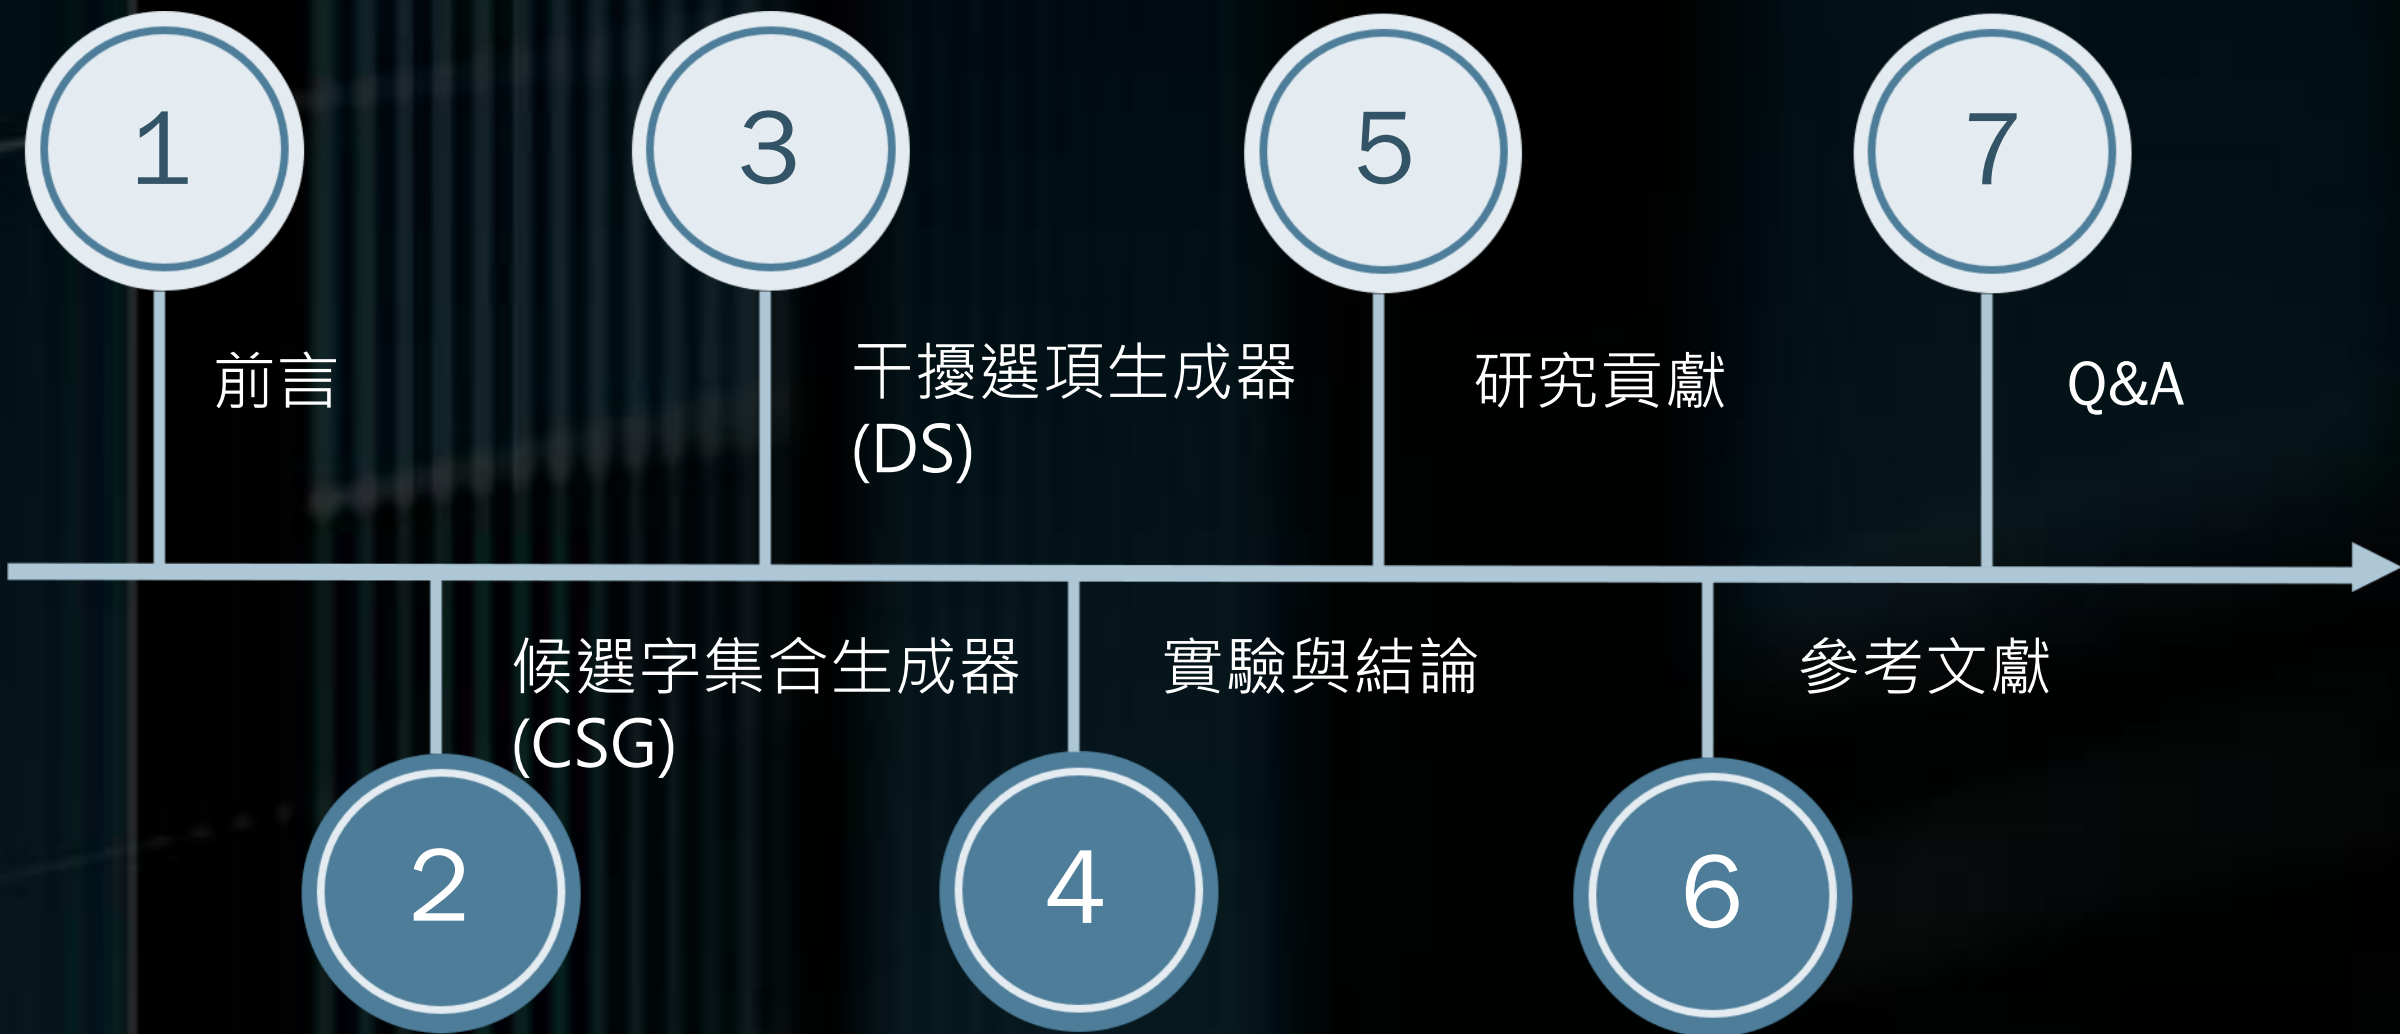 1
前言
2
候選字集合生成器
(CSG)
3
干擾選項生成器
(DS)
4
實驗與結論
5
研究貢獻
6
參考文獻
7
Q&A